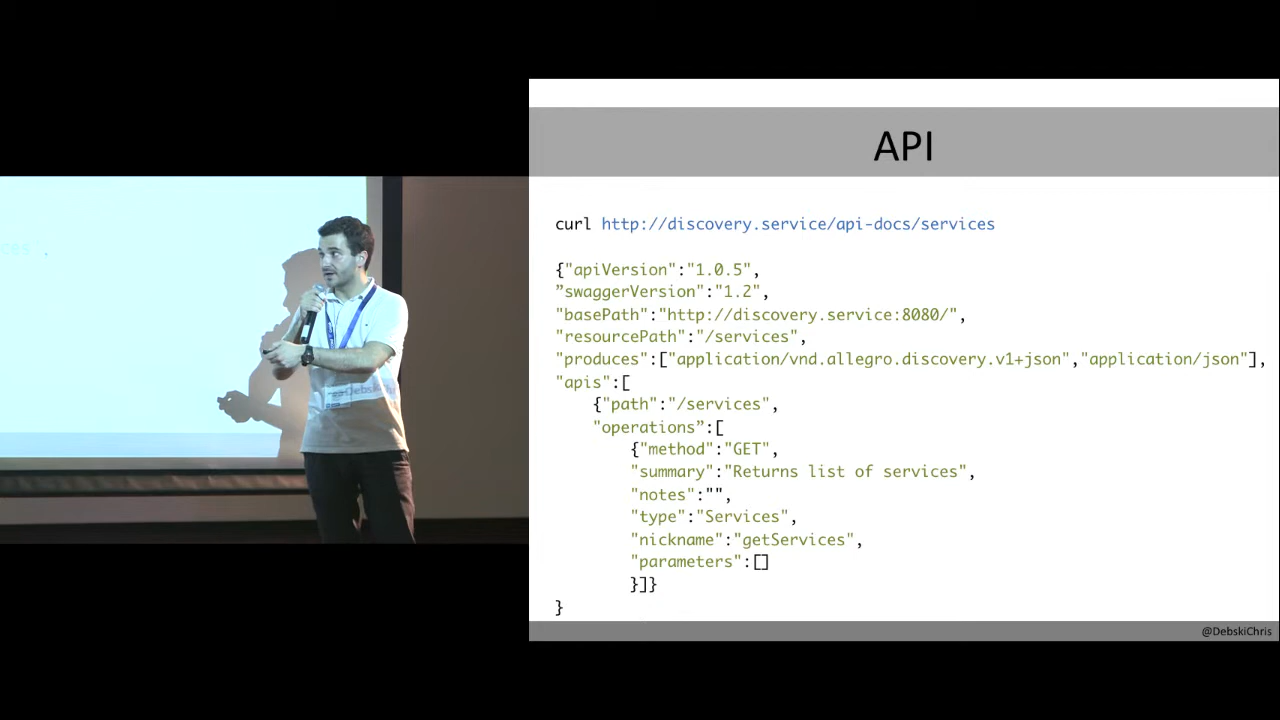 API
curl http://discovery.service/api-docs/services
{"apiVersion":"1.0.5",
”swaggerVersion":"1.2",
"basePath":"http://discovery.service:8080/",
"resourcePath":"/services",
"produces":["application/vnd.allegro.discovery.v1+json","application/json"],
"apis":[
{"path":"/services",
"operations”:[
{"method":"GET",
"summary":"Returns list of services",
"notes":"",
"type":"Services",
"nickname":"getServices",
"parameters":[]
}]}
}
@DebskiChris